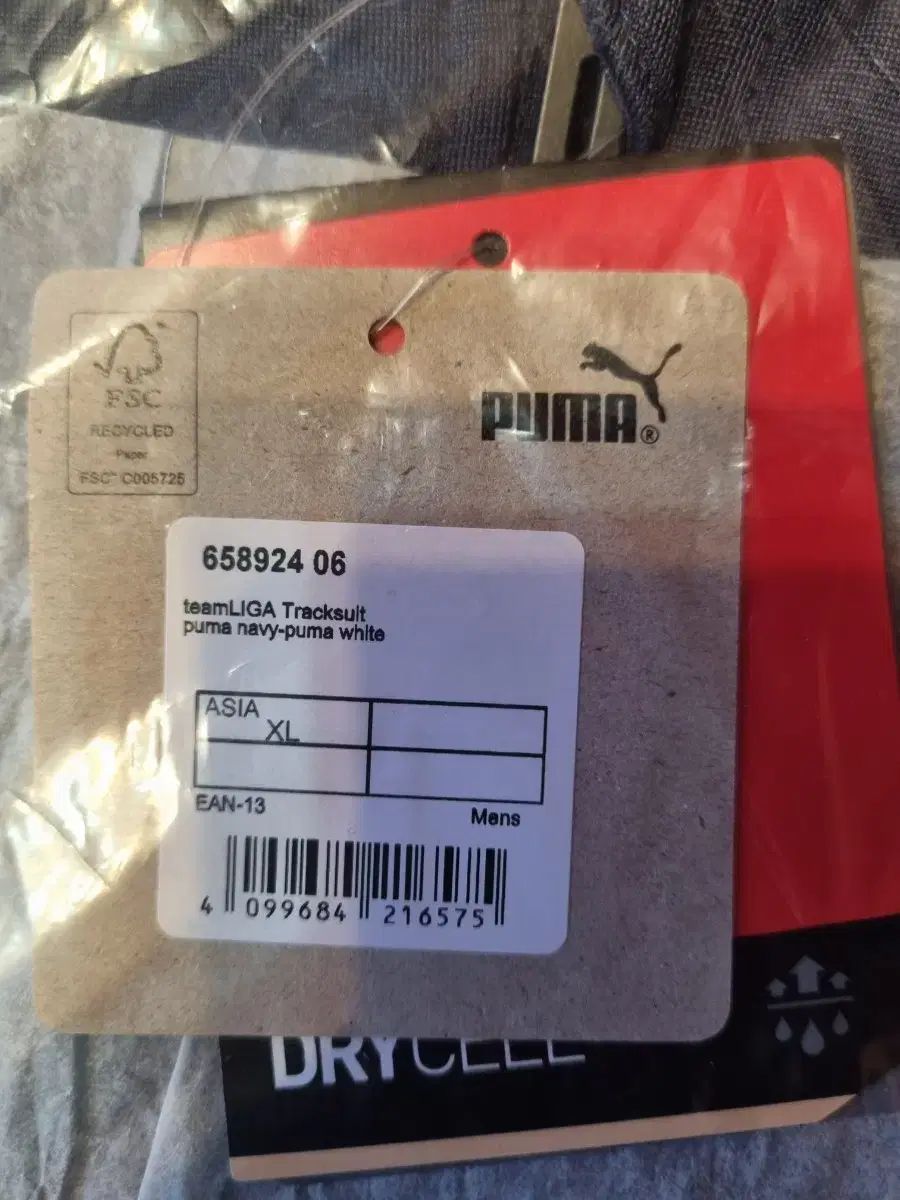 FSC
RECYCLED
Paper
FSC™ C005725
PUMA®
658924 06
teamLIGA Tracksuit
puma navy-puma white
ASIA
XL
EAN-13
Mens
4 099684 216575
DRYCELL